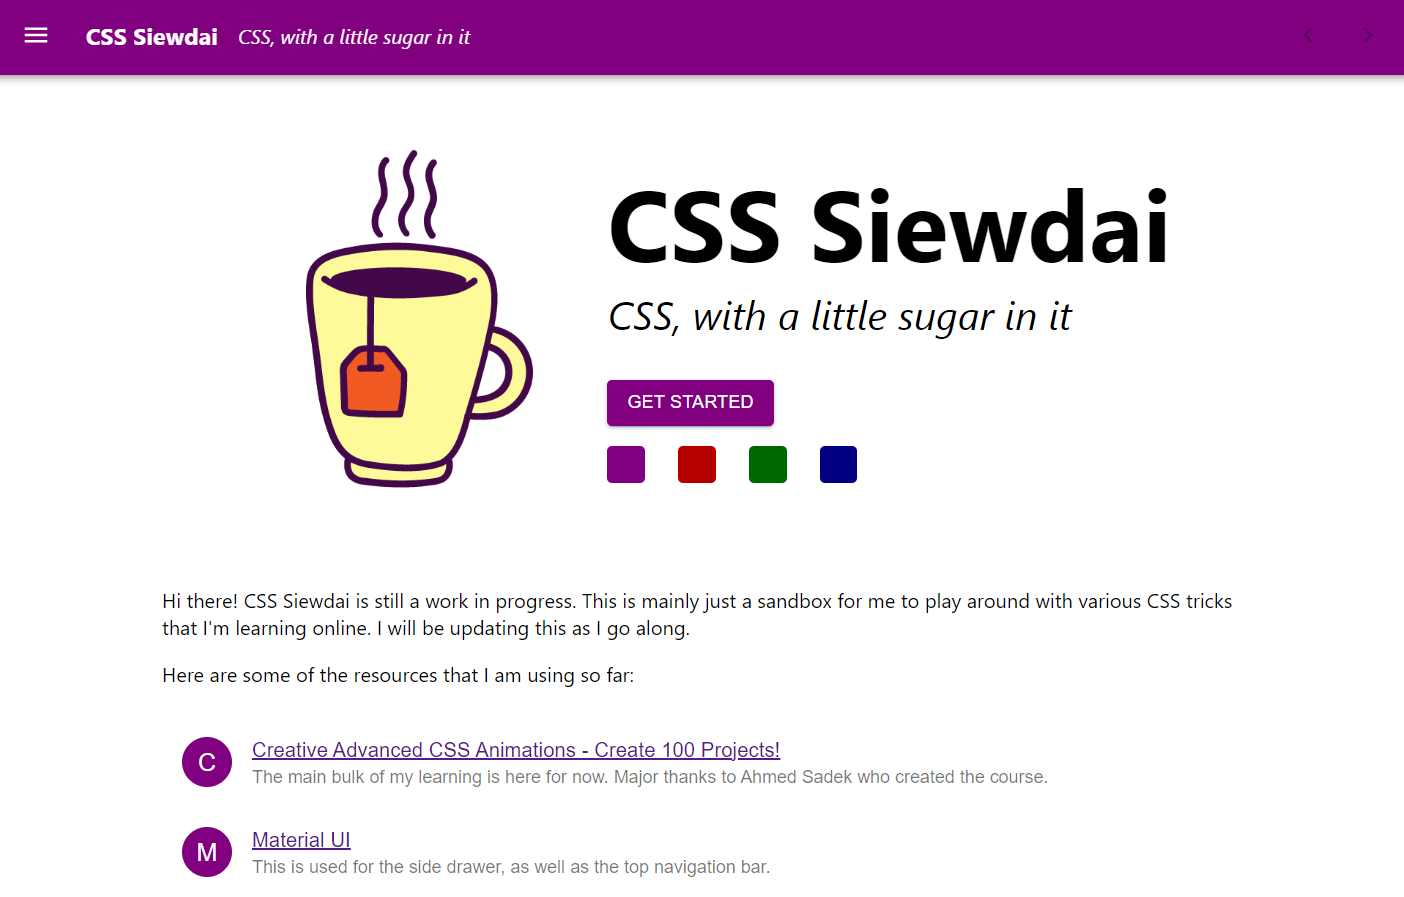 CSS Siewdai CSS, with a little sugar in it
CSS Siewdai
CSS, with a little sugar in it
GET STARTED
Hi there! CSS Siewdai is still a work in progress. This is mainly just a sandbox for me to play around with various CSS tricks
that I'm learning online. I will be updating this as I go along.
Here are some of the resources that I am using so far:
C
Creative Advanced CSS Animations - Create 100 Projects!
The main bulk of my learning is here for now. Major thanks to Ahmed Sadek who created the course.
M
Material UI
This is used for the side drawer, as well as the top navigation bar.